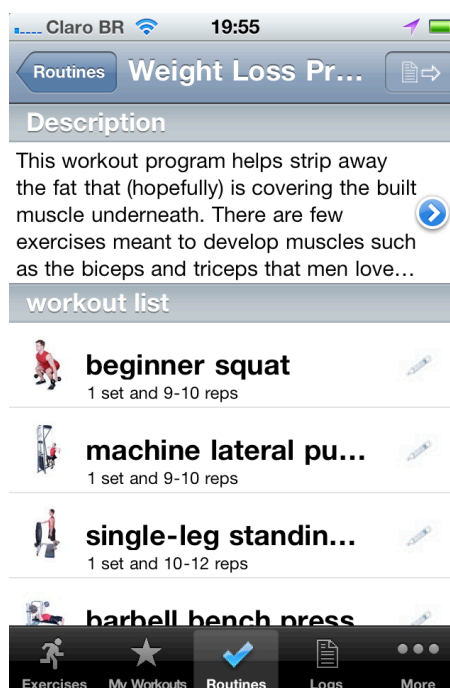 Claro BR 19:55
Routines Weight Loss Pr...
Description
This workout program helps strip away
the fat that (hopefully) is covering the built
muscle underneath. There are few
exercises meant to develop muscles such
as the biceps and triceps that men love...
workout list
beginner squat
1 set and 9-10 reps
machine lateral pu...
1 set and 9-10 reps
single-leg standin...
1 set and 10-12 reps
barbell bench press
Exercises My Workouts Routines Logs More